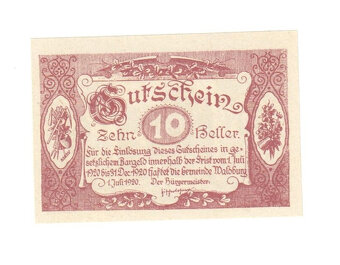 Gutschein
Zehn 10 Heller.
Für die Einlösung dieses Gutscheines in ge-
setzlichem Bargeld innerhalb der Frist vom 1. Juli
1920 bis 31. Dez. 1920 haftet die Gemeinde Waldburg
1. Juli 1920. Der Bürgermeister: